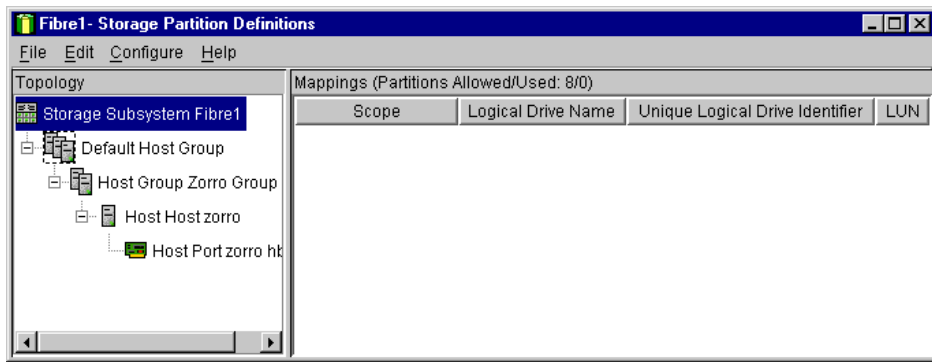 Fibre1- Storage Partition Definitions
File Edit Configure Help
Topology
Mappings (Partitions Allowed/Used: 8/0)
Scope Logical Drive Name Unique Logical Drive Identifier LUN
Storage Subsystem Fibre1
Default Host Group
Host Group Zorro Group
Host Host zorro
Host Port zorro